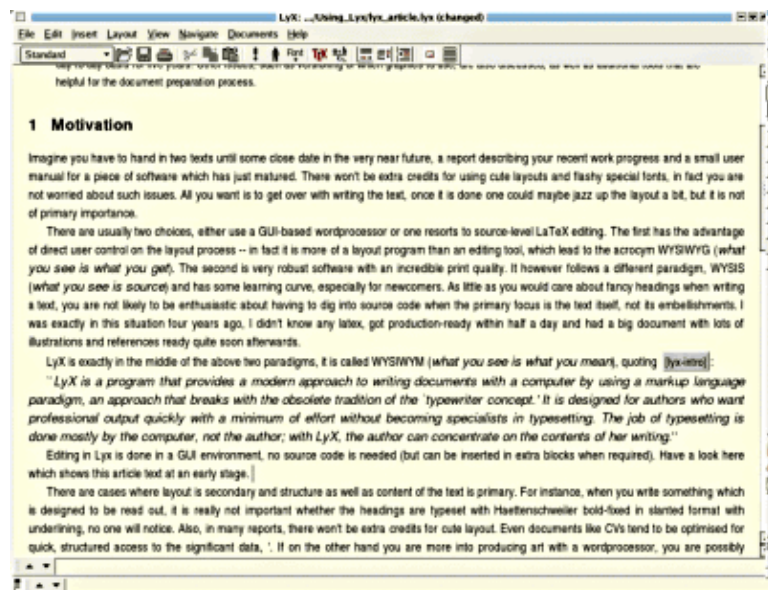 LyX: .../Using_Lyx/lyx_article.lyx (changed)
File Edit Insert Layout View Navigate Documents Help
Standard Font TeX
helpful for the document preparation process.
1 Motivation
Imagine you have to hand in two texts until some close date in the very near future, a report describing your recent work progress and a small user
manual for a piece of software which has just matured. There won't be extra credits for using cute layouts and flashy special fonts, in fact you are
not worried about such issues. All you want is to get over with writing the text, once it is done one could maybe jazz up the layout a bit, but it is not
of primary importance.
There are usually two choices, either use a GUI-based wordprocessor or one resorts to source-level LaTeX editing. The first has the advantage
of direct user control on the layout process -- in fact it is more of a layout program than an editing tool, which lead to the acrocym WYSIWYG (what
you see is what you get). The second is very robust software with an incredible print quality. It however follows a different paradigm, WYSIS
(what you see is source) and has some learning curve, especially for newcomers. As little as you would care about fancy headings when writing
a text, you are not likely to be enthusiastic about having to dig into source code when the primary focus is the text itself, not its embellishments. I
was exactly in this situation four years ago, I didn't know any latex, got production-ready within half a day and had a big document with lots of
illustrations and references ready quite soon afterwards.
LyX is exactly in the middle of the above two paradigms, it is called WYSIWYM (what you see is what you mean), quoting [lyx-intro]:
``LyX is a program that provides a modern approach to writing documents with a computer by using a markup language
paradigm, an approach that breaks with the obsolete tradition of the `typewriter concept.' It is designed for authors who want
professional output quickly with a minimum of effort without becoming specialists in typesetting. The job of typesetting is
done mostly by the computer, not the author; with LyX, the author can concentrate on the contents of her writing.''
Editing in Lyx is done in a GUI environment, no source code is needed (but can be inserted in extra blocks when required). Have a look here
which shows this article text at an early stage.
There are cases where layout is secondary and structure as well as content of the text is primary. For instance, when you write something which
is designed to be read out, it is really not important whether the headings are typeset with Haettenschweiler bold-fixed in slanted format with
underlining, no one will notice. Also, in many reports, there won't be extra credits for cute layout. Even documents like CVs tend to be optimised for
quick, structured access to the significant data, '. If on the other hand you are more into producing art with a wordprocessor, you are possibly